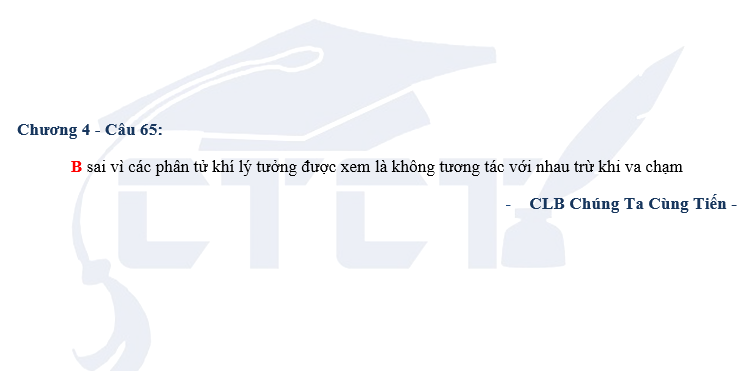 Chương 4 - Câu 65:
B sai vì các phân tử khí lý tưởng được xem là không tương tác với nhau trừ khi va chạm
- CLB Chúng Ta Cùng Tiến -
CTCT